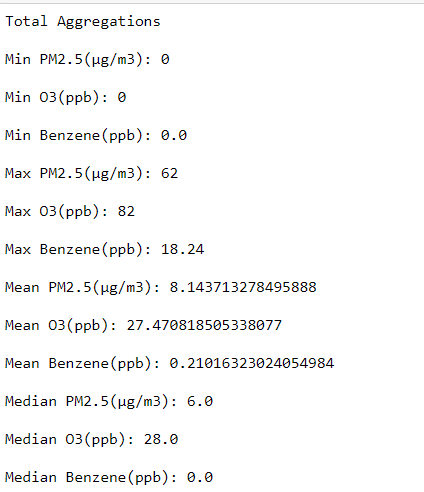 Total Aggregations
Min PM2.5(µg/m3): 0
Min O3(ppb): 0
Min Benzene(ppb): 0.0
Max PM2.5(µg/m3): 62
Max O3(ppb): 82
Max Benzene(ppb): 18.24
Mean PM2.5(µg/m3): 8.143713278495888
Mean O3(ppb): 27.470818505338077
Mean Benzene(ppb): 0.21016323024054984
Median PM2.5(µg/m3): 6.0
Median O3(ppb): 28.0
Median Benzene(ppb): 0.0